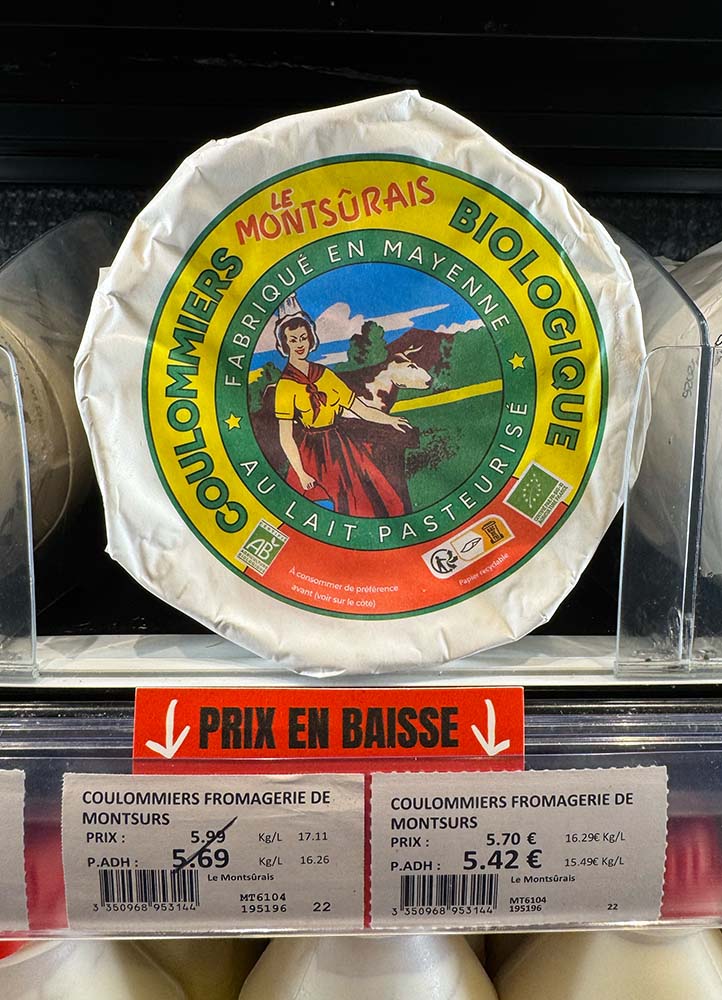 LE
MONTSÛRAIS
COULOMMIERS
BIOLOGIQUE
FABRIQUÉ EN MAYENNE
AU LAIT PASTEURISÉ
AB
À consommer de préférence
avant (voir sur le côté)
Papier recyclable
PRIX EN BAISSE
COULOMMIERS FROMAGERIE DE
MONTSURS
PRIX : 5.99 Kg/L 17.11
P.ADH : 5.69 Kg/L 16.26
Le Montsûrais
3 350968 953144
MT6104
195196 22
COULOMMIERS FROMAGERIE DE
MONTSURS
PRIX : 5.70 € 16.29€ Kg/L
P.ADH : 5.42 € 15.49€ Kg/L
Le Montsûrais
3 350968 953144
MT6104
195196 22